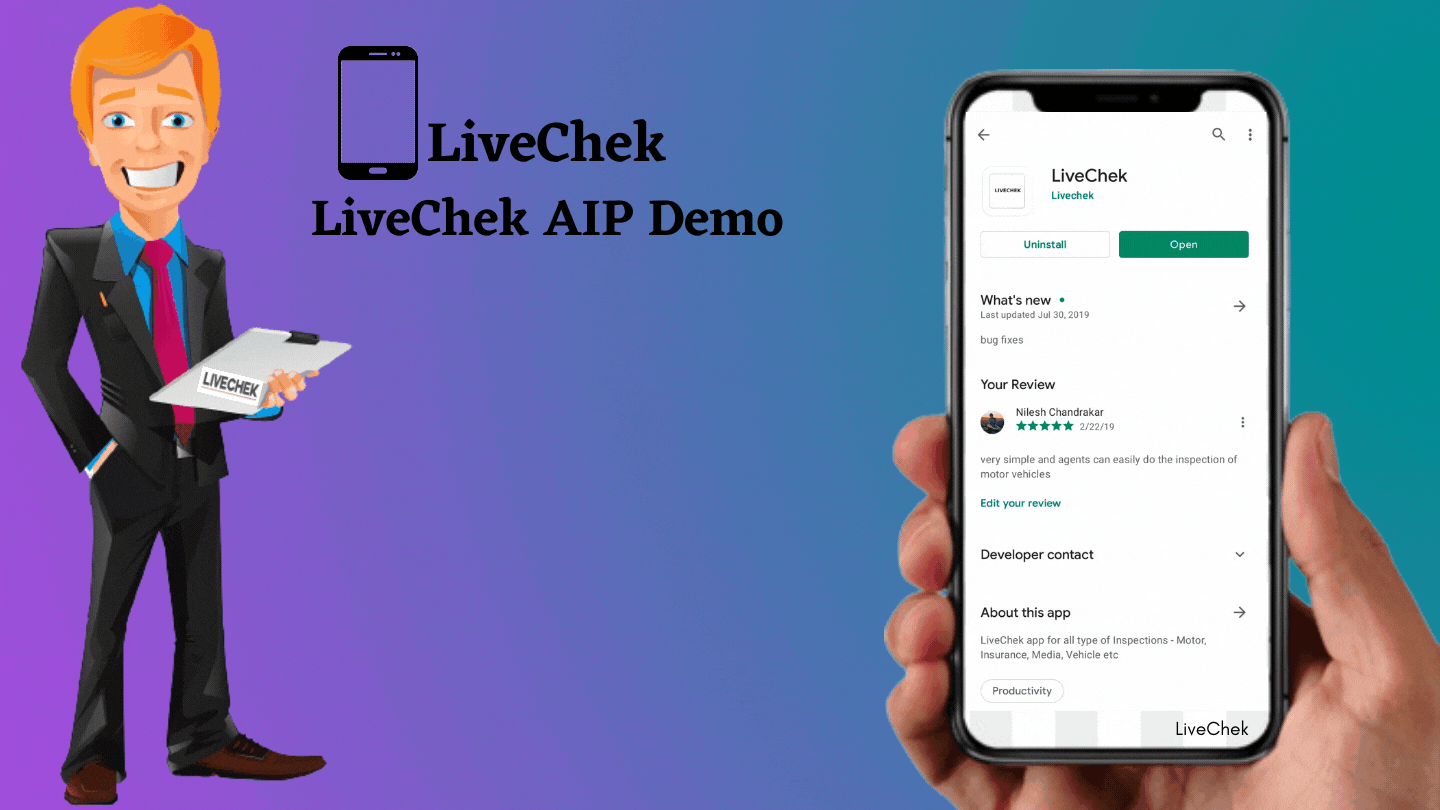 LiveChek
LiveChek AIP Demo
LIVECHEK
LIVECHEK
LiveChek
Livechek
Uninstall
Open
What's new
Last updated Jul 30, 2019
bug fixes
Your Review
Nilesh Chandrakar
2/22/19
very simple and agents can easily do the inspection of
motor vehicles
Edit your review
Developer contact
About this app
LiveChek app for all type of Inspections - Motor,
Insurance, Media, Vehicle etc
Productivity
LiveChek